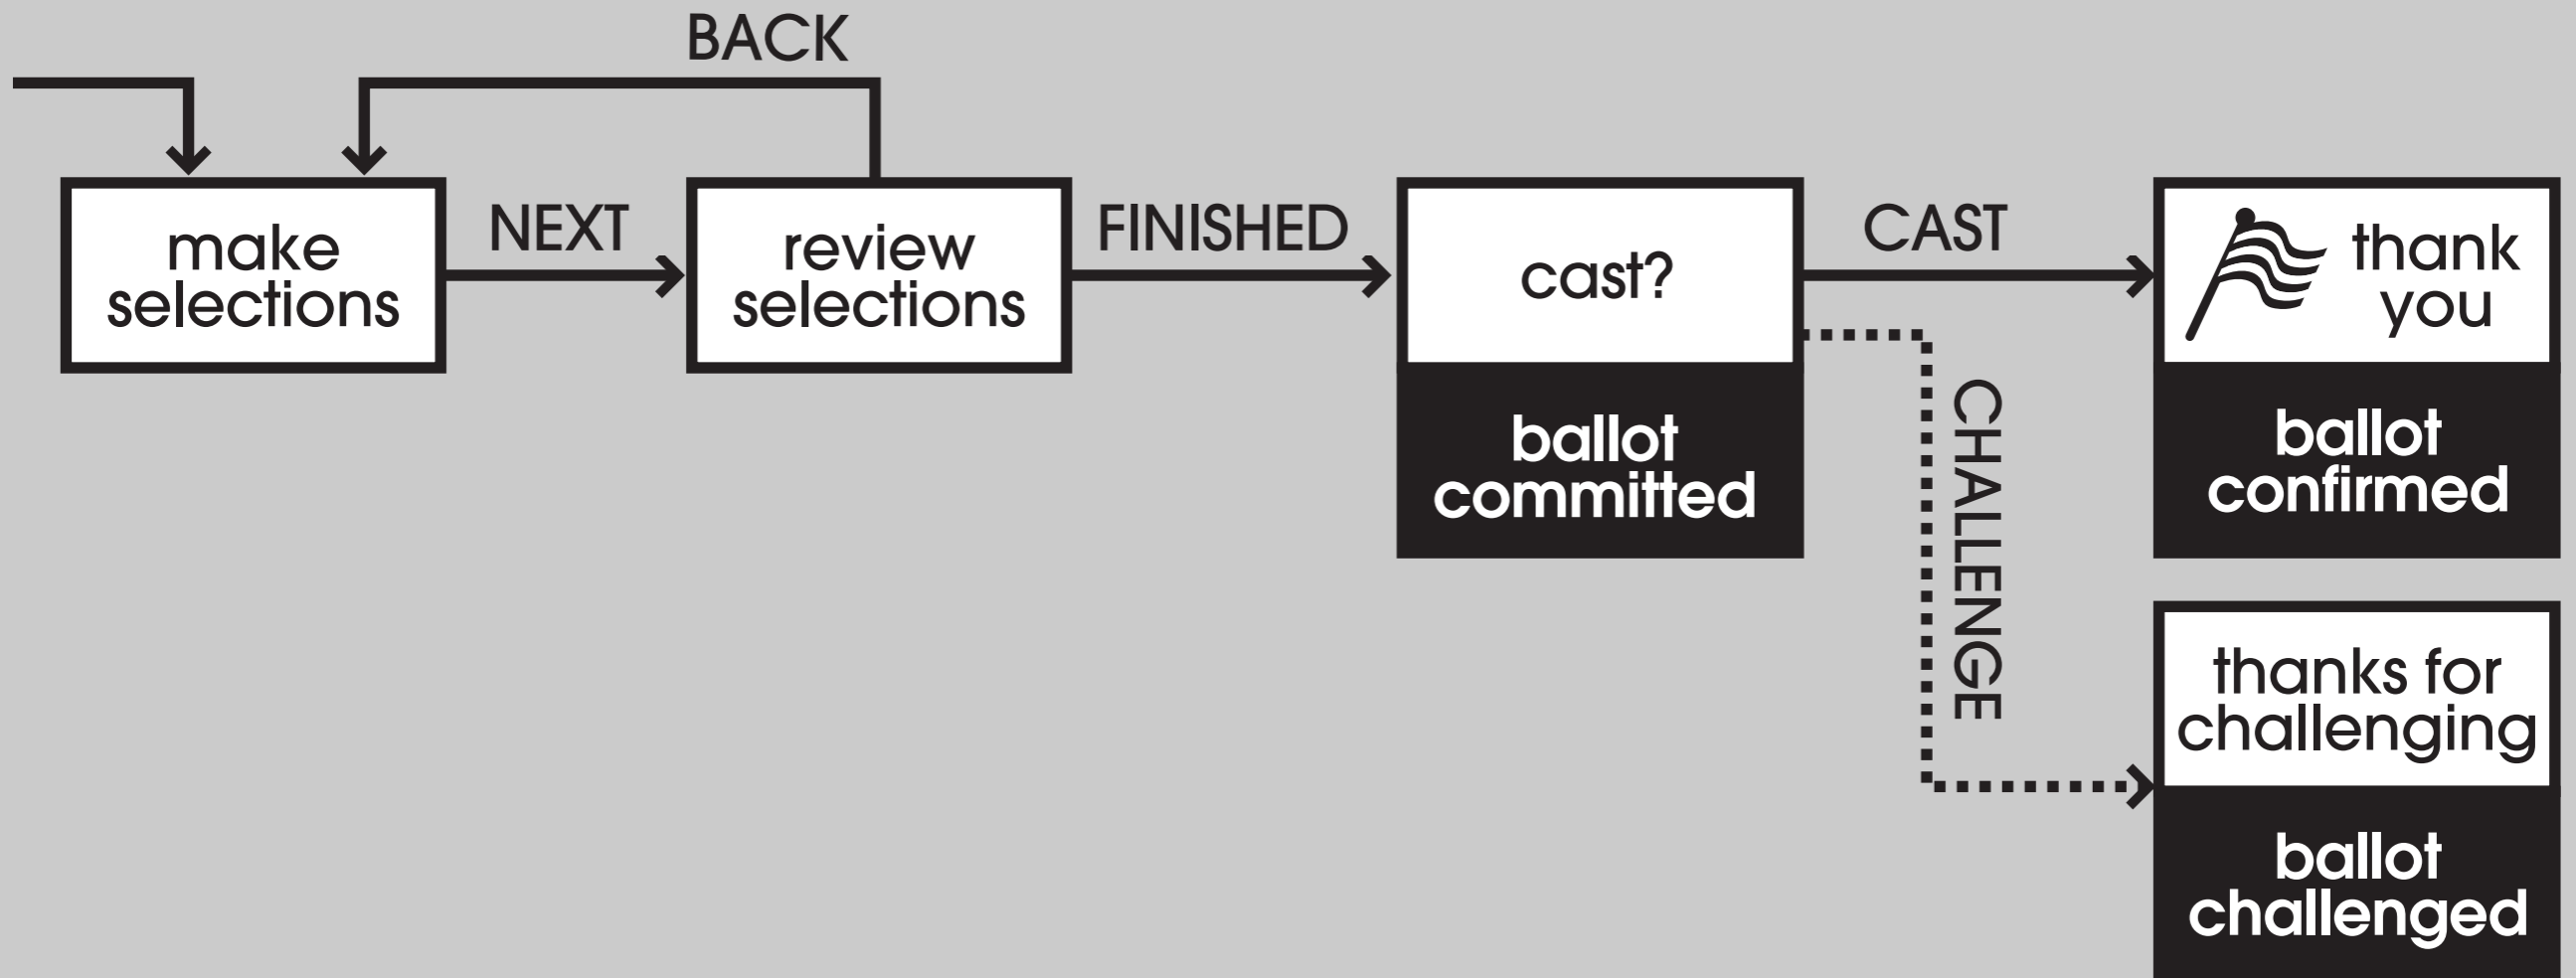 BACK
make
selections
NEXT
review
selections
FINISHED
cast?
ballot
committed
CAST
CHALLENGE
thank
you
ballot
confirmed
thanks for
challenging
ballot
challenged